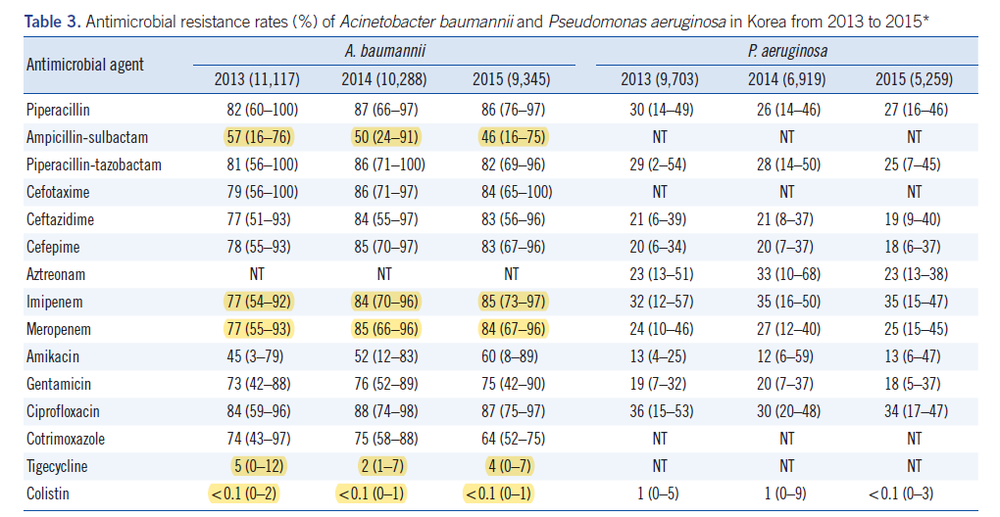 Table 3. Antimicrobial resistance rates (%) of Acinetobacter baumannii and Pseudomonas aeruginosa in Korea from 2013 to 2015*
Antimicrobial agent A. baumannii P. aeruginosa
2013 (11,117) 2014 (10,288) 2015 (9,345) 2013 (9,703) 2014 (6,919) 2015 (5,259)
Piperacillin 82 (60–100) 87 (66–97) 86 (76–97) 30 (14–49) 26 (14–46) 27 (16–46)
Ampicillin-sulbactam 57 (16–76) 50 (24–91) 46 (16–75) NT NT NT
Piperacillin-tazobactam 81 (56–100) 86 (71–100) 82 (69–96) 29 (2–54) 28 (14–50) 25 (7–45)
Cefotaxime 79 (56–100) 86 (71–97) 84 (65–100) NT NT NT
Ceftazidime 77 (51–93) 84 (55–97) 83 (56–96) 21 (6–39) 21 (8–37) 19 (9–40)
Cefepime 78 (55–93) 85 (70–97) 83 (67–96) 20 (6–34) 20 (7–37) 18 (6–37)
Aztreonam NT NT NT 23 (13–51) 33 (10–68) 23 (13–38)
Imipenem 77 (54–92) 84 (70–96) 85 (73–97) 32 (12–57) 35 (16–50) 35 (15–47)
Meropenem 77 (55–93) 85 (66–96) 84 (67–96) 24 (10–46) 27 (12–40) 25 (15–45)
Amikacin 45 (3–79) 52 (12–83) 60 (8–89) 13 (4–25) 12 (6–59) 13 (6–47)
Gentamicin 73 (42–88) 76 (52–89) 75 (42–90) 19 (7–32) 20 (7–37) 18 (5–37)
Ciprofloxacin 84 (59–96) 88 (74–98) 87 (75–97) 36 (15–53) 30 (20–48) 34 (17–47)
Cotrimoxazole 74 (43–97) 75 (58–88) 64 (52–75) NT NT NT
Tigecycline 5 (0–12) 2 (1–7) 4 (0–7) NT NT NT
Colistin <0.1 (0–2) <0.1 (0–1) <0.1 (0–1) 1 (0–5) 1 (0–9) <0.1 (0–3)